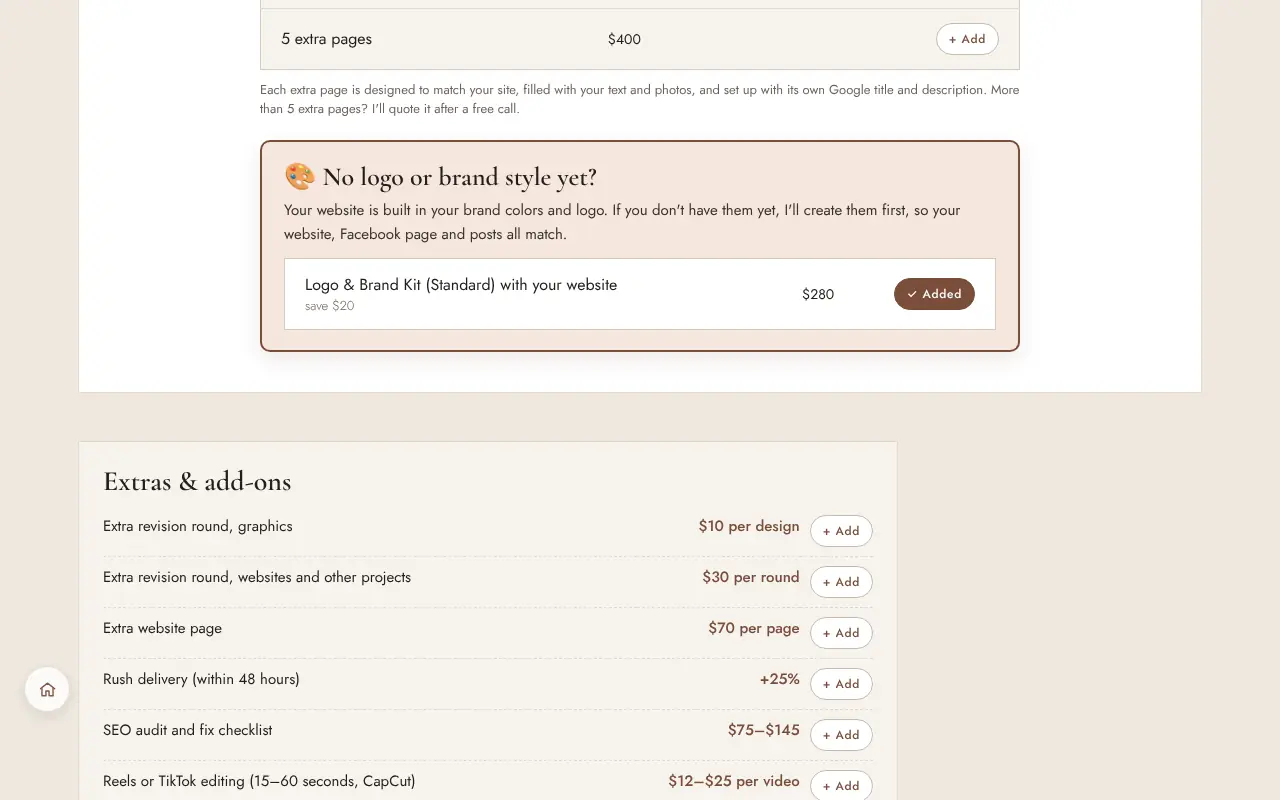 5 extra pages $400 + Add
Each extra page is designed to match your site, filled with your text and photos, and set up with its own Google title and description. More
than 5 extra pages? I'll quote it after a free call.
🎨 No logo or brand style yet?
Your website is built in your brand colors and logo. If you don't have them yet, I'll create them first, so your
website, Facebook page and posts all match.
Logo & Brand Kit (Standard) with your website
save $20
$280 ✓ Added
Extras & add-ons
Extra revision round, graphics $10 per design + Add
Extra revision round, websites and other projects $30 per round + Add
Extra website page $70 per page + Add
Rush delivery (within 48 hours) +25% + Add
SEO audit and fix checklist $75–$145 + Add
Reels or TikTok editing (15–60 seconds, CapCut) $12–$25 per video + Add